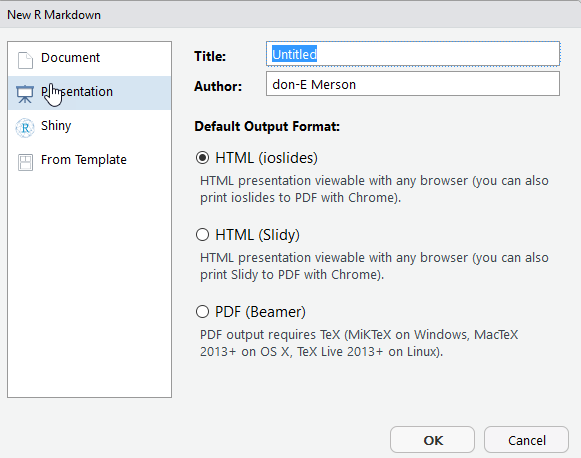 New R Markdown
Document
Presentation
Shiny
From Template
Title: Untitled
Author: don-E Merson
Default Output Format:
HTML (ioslides)
HTML presentation viewable with any browser (you can also
print ioslides to PDF with Chrome).
HTML (Slidy)
HTML presentation viewable with any browser (you can also
print Slidy to PDF with Chrome).
PDF (Beamer)
PDF output requires TeX (MiKTeX on Windows, MacTeX
2013+ on OS X, TeX Live 2013+ on Linux).
OK Cancel